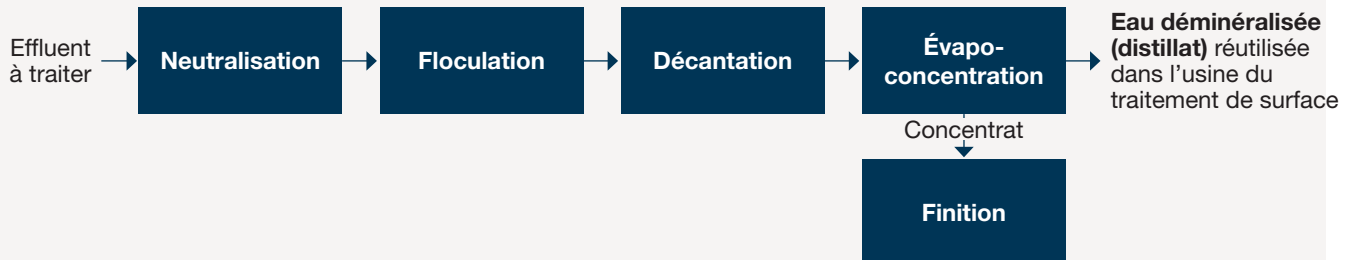 Effluent
à traiter
Neutralisation
Floculation
Décantation
Évapo-
concentration
Eau déminéralisée
(distillat) réutilisée
dans l’usine du
traitement de surface
Concentrat
Finition